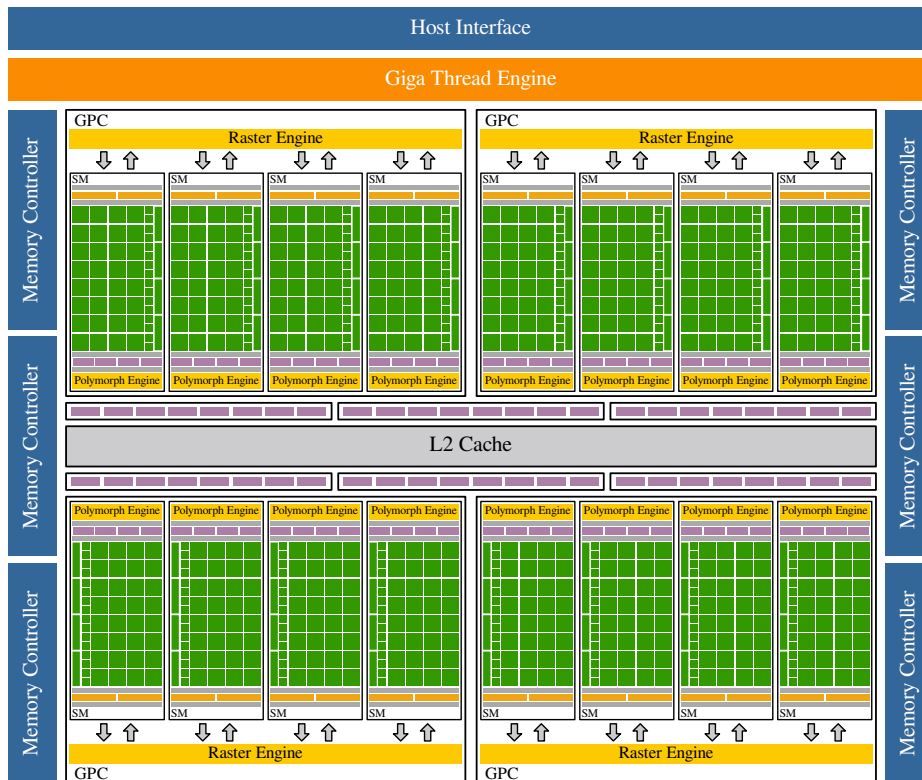 Host Interface
Giga Thread Engine
Memory Controller
Memory Controller
Memory Controller
GPC
Raster Engine
SM
SM
SM
SM
Polymorph Engine
Polymorph Engine
Polymorph Engine
Polymorph Engine
GPC
Raster Engine
SM
SM
SM
SM
Polymorph Engine
Polymorph Engine
Polymorph Engine
Polymorph Engine
L2 Cache
Polymorph Engine
Polymorph Engine
Polymorph Engine
Polymorph Engine
SM
SM
SM
SM
Raster Engine
GPC
Polymorph Engine
Polymorph Engine
Polymorph Engine
Polymorph Engine
SM
SM
SM
SM
Raster Engine
GPC
Memory Controller
Memory Controller
Memory Controller